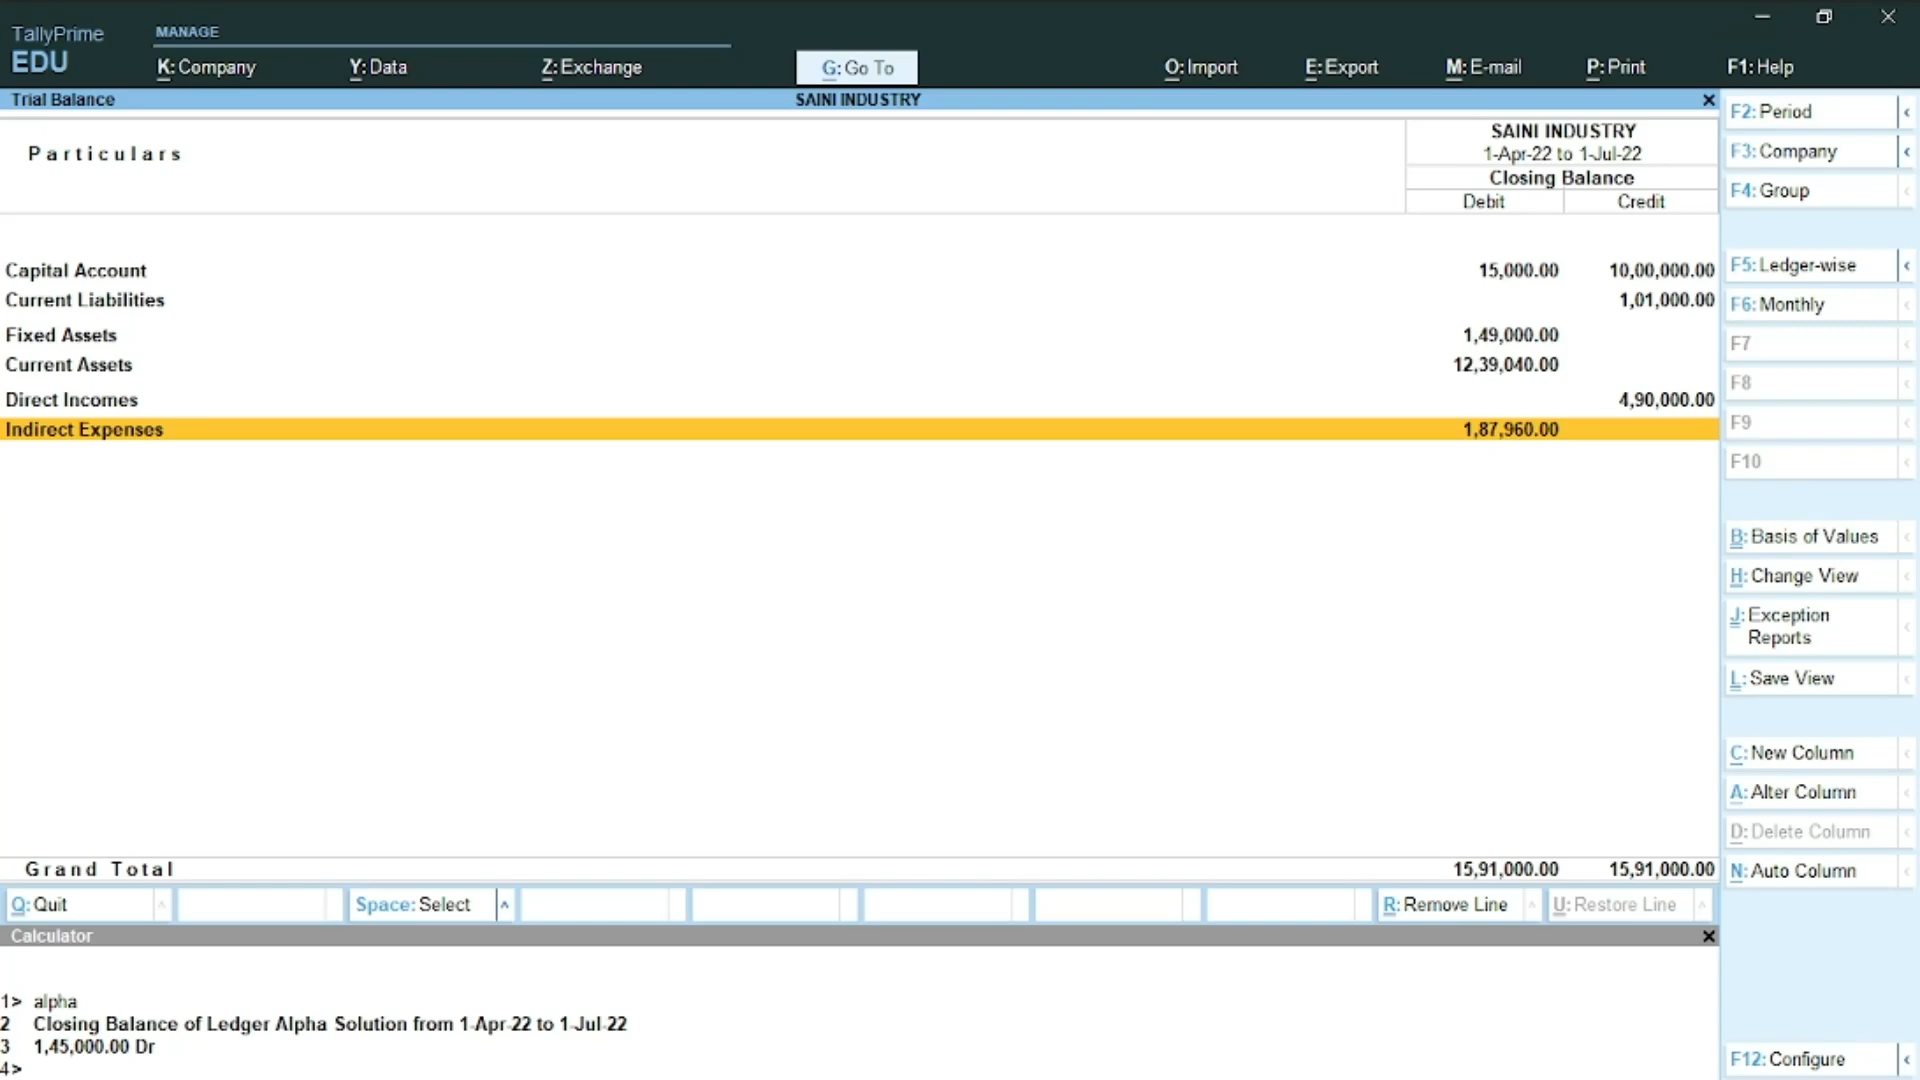 TallyPrime
EDU
MANAGE
K: Company
Y: Data
Z: Exchange
G: Go To
O: Import
E: Export
M: E-mail
P: Print
F1: Help
Trial Balance
SAINI INDUSTRY
Particulars
SAINI INDUSTRY
1-Apr-22 to 1-Jul-22
Closing Balance
Debit Credit
Capital Account 15,000.00 10,00,000.00
Current Liabilities 1,01,000.00
Fixed Assets 1,49,000.00
Current Assets 12,39,040.00
Direct Incomes 4,90,000.00
Indirect Expenses 1,87,960.00
Grand Total 15,91,000.00 15,91,000.00
Q: Quit
Space: Select
R: Remove Line
U: Restore Line
Calculator
1> alpha
2 Closing Balance of Ledger Alpha Solution from 1-Apr-22 to 1-Jul-22
3 1,45,000.00 Dr
4>
F2: Period
F3: Company
F4: Group
F5: Ledger-wise
F6: Monthly
F7
F8
F9
F10
B: Basis of Values
H: Change View
J: Exception
Reports
L: Save View
C: New Column
A: Alter Column
D: Delete Column
N: Auto Column
F12: Configure